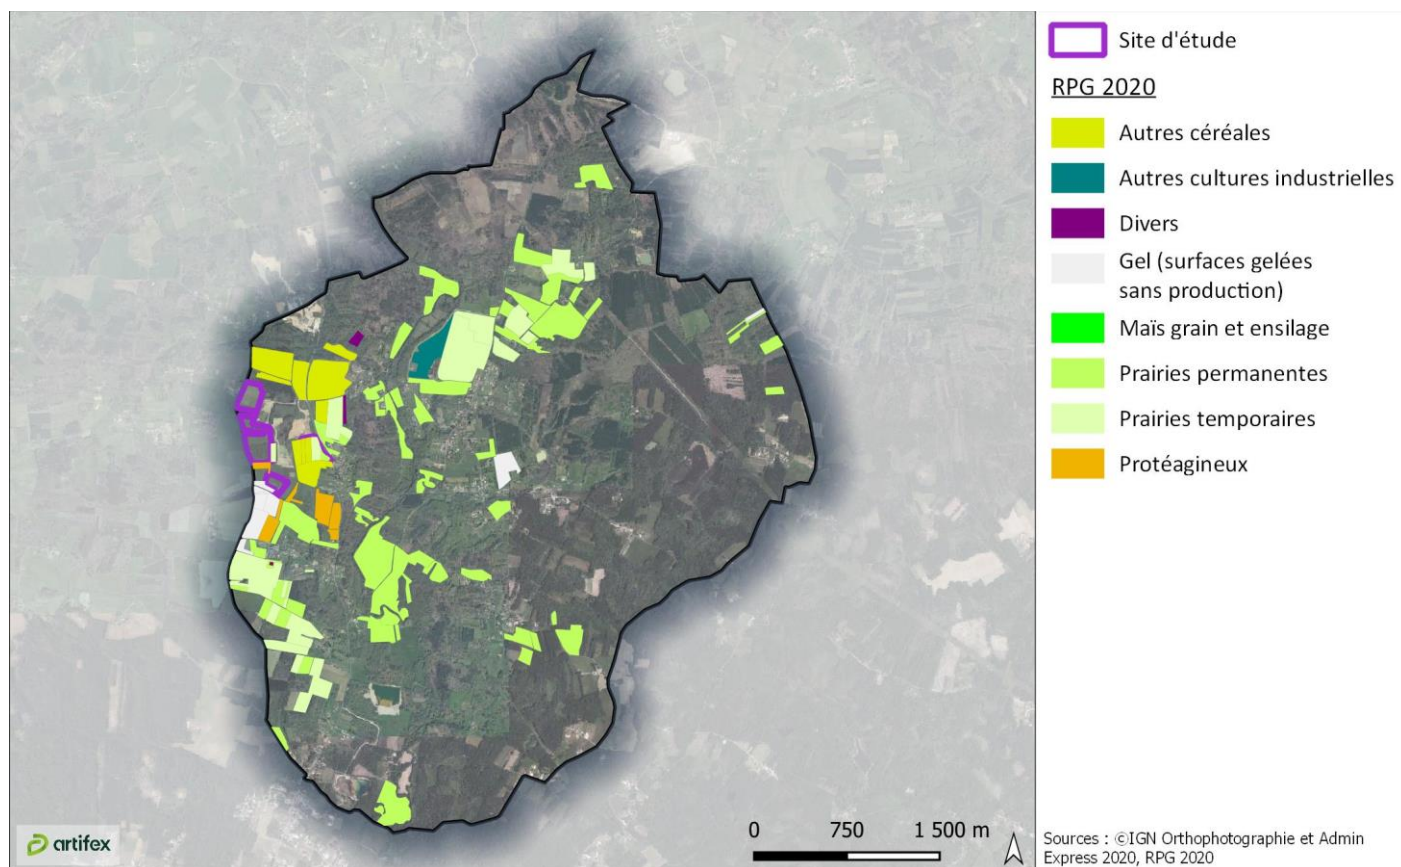 Site d'étude
RPG 2020
Autres céréales
Autres cultures industrielles
Divers
Gel (surfaces gelées
sans production)
Maïs grain et ensilage
Prairies permanentes
Prairies temporaires
Protéagineux
0 750 1 500 m
artifex
Sources : ©IGN Orthophotographie et Admin
Express 2020, RPG 2020